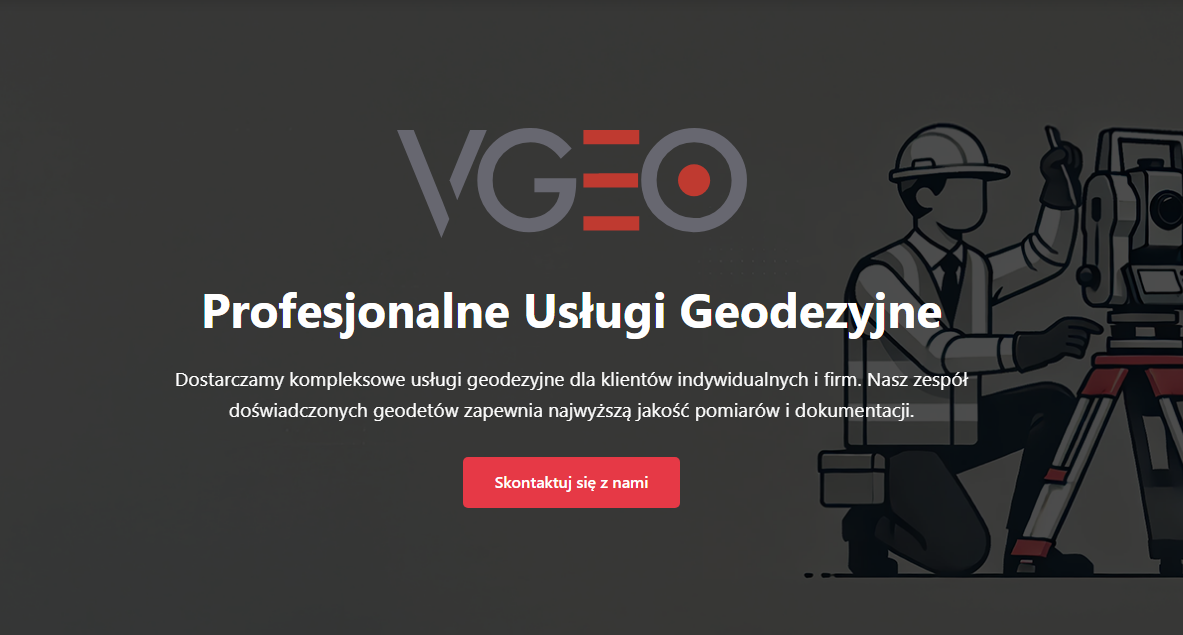 VGEO
Profesjonalne Usługi Geodezyjne
Dostarczamy kompleksowe usługi geodezyjne dla klientów indywidualnych i firm. Nasz zespół
doświadczonych geodetów zapewnia najwyższą jakość pomiarów i dokumentacji.
Skontaktuj się z nami